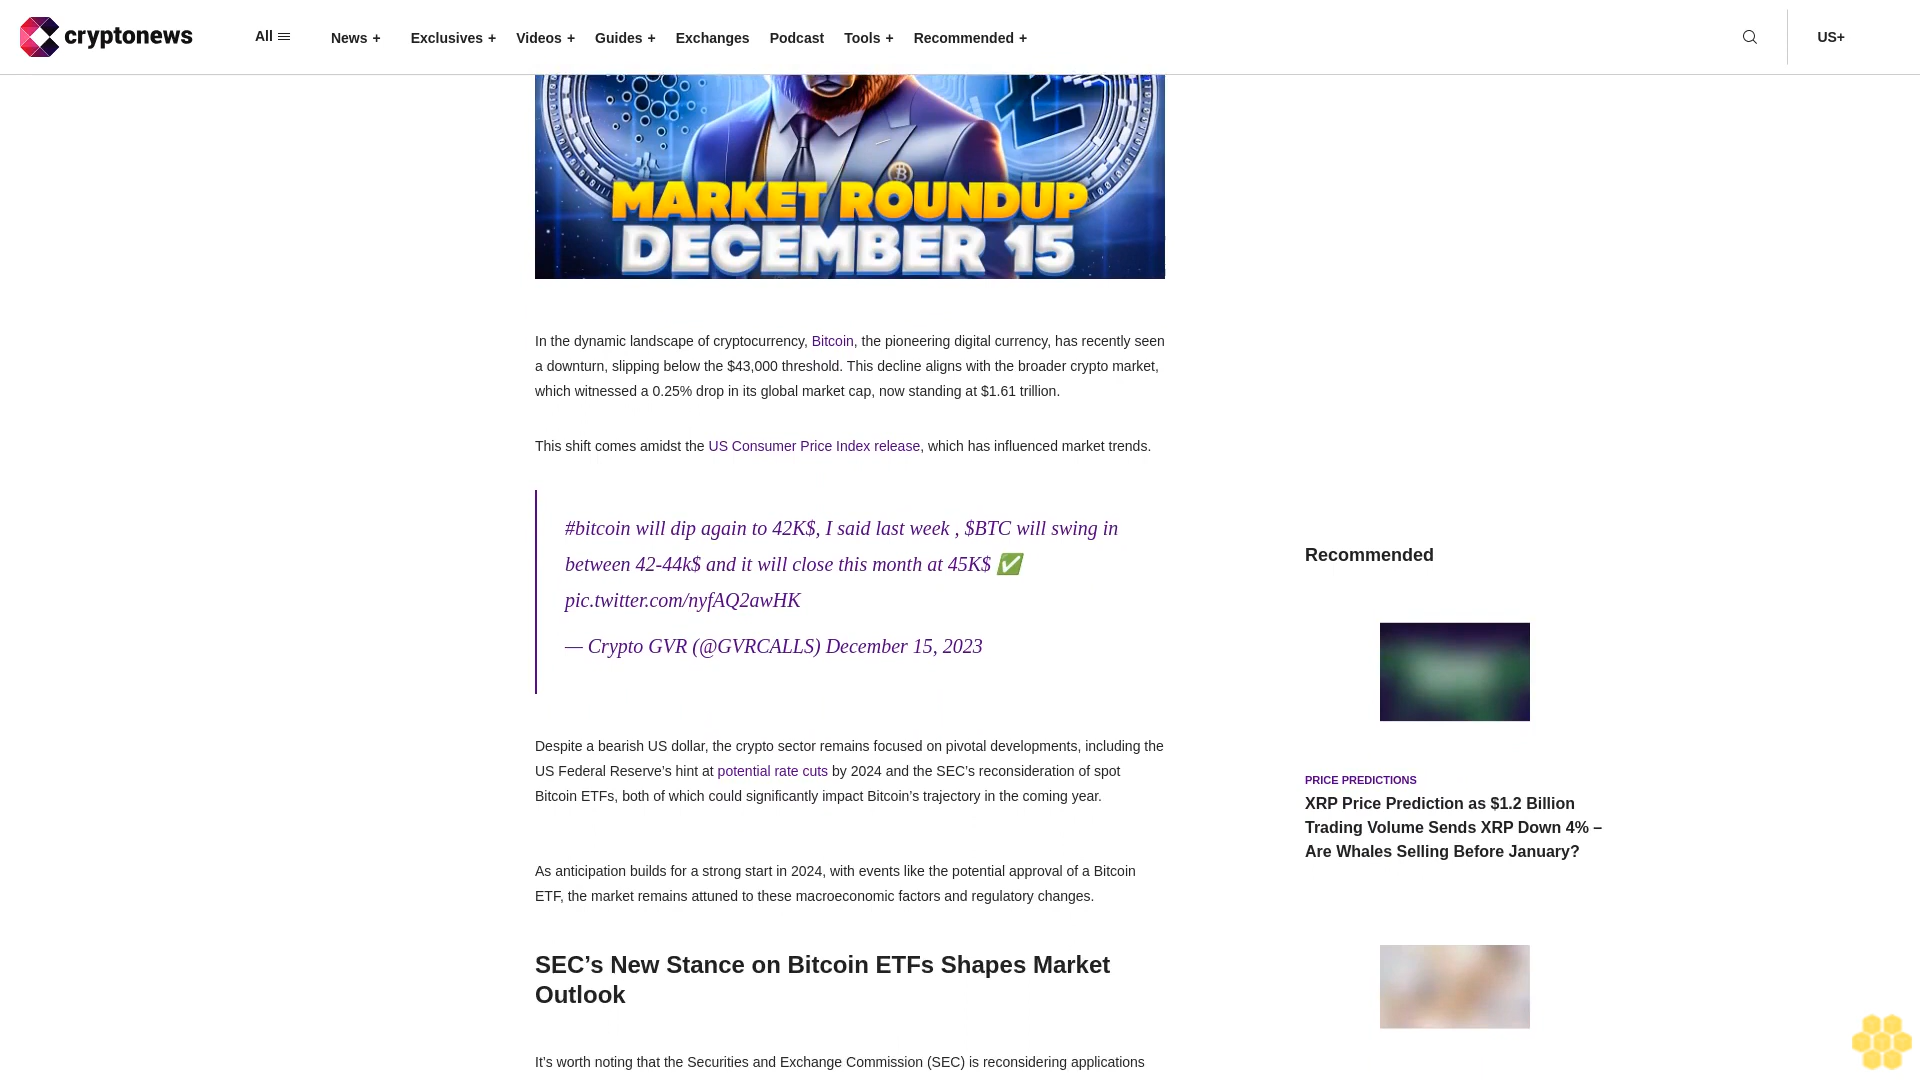 cryptonews
All
News +
Exclusives +
Videos +
Guides +
Exchanges
Podcast
Tools +
Recommended +
US+
MARKET ROUNDUP
DECEMBER 15
In the dynamic landscape of cryptocurrency, Bitcoin, the pioneering digital currency, has recently seen
a downturn, slipping below the $43,000 threshold. This decline aligns with the broader crypto market,
which witnessed a 0.25% drop in its global market cap, now standing at $1.61 trillion.
This shift comes amidst the US Consumer Price Index release, which has influenced market trends.
#bitcoin will dip again to 42K$, I said last week , $BTC will swing in
between 42-44k$ and it will close this month at 45K$ ✅
pic.twitter.com/nyfAQ2awHK
— Crypto GVR (@GVRCALLS) December 15, 2023
Despite a bearish US dollar, the crypto sector remains focused on pivotal developments, including the
US Federal Reserve’s hint at potential rate cuts by 2024 and the SEC’s reconsideration of spot
Bitcoin ETFs, both of which could significantly impact Bitcoin’s trajectory in the coming year.
As anticipation builds for a strong start in 2024, with events like the potential approval of a Bitcoin
ETF, the market remains attuned to these macroeconomic factors and regulatory changes.
SEC’s New Stance on Bitcoin ETFs Shapes Market
Outlook
It’s worth noting that the Securities and Exchange Commission (SEC) is reconsidering applications
Recommended
PRICE PREDICTIONS
XRP Price Prediction as $1.2 Billion
Trading Volume Sends XRP Down 4% –
Are Whales Selling Before January?